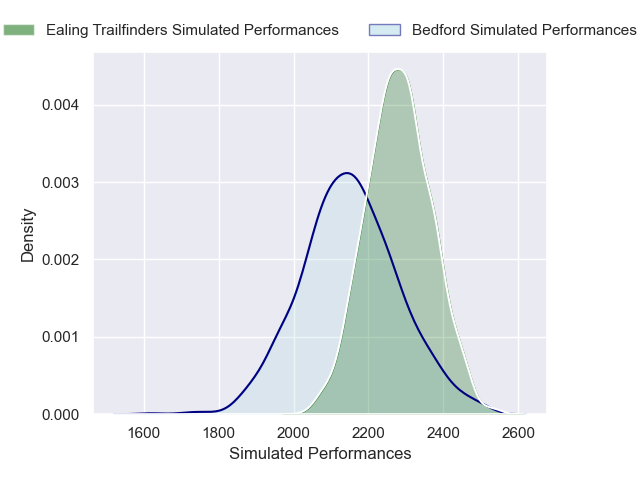 Ealing Trailfinders Simulated Performances Bedford Simulated Performances
0.004
0.003
0.002
0.001
0.000
Density
1600 1800 2000 2200 2400 2600
Simulated Performances